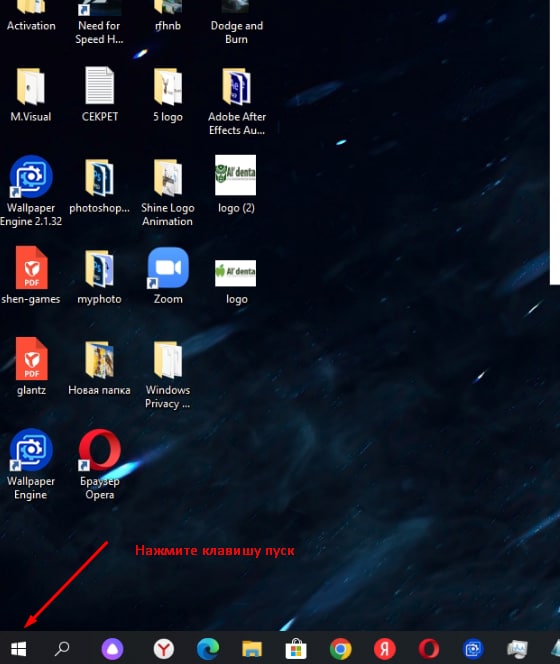 Activation
Need for
Speed H...
rfhnb
Dodge and
Burn
M.Visual
СЕКРЕТ
5 logo
Adobe After
Effects Au...
Wallpaper
Engine 2.1.32
photoshop...
Shine Logo
Animation
Al'denta
logo (2)
PDF
shen-games
myphoto
Zoom
Al'denta
logo
PDF
glantz
Новая папка
Windows
Privacy ...
Wallpaper
Engine
Браузер
Opera
Нажмите клавишу пуск